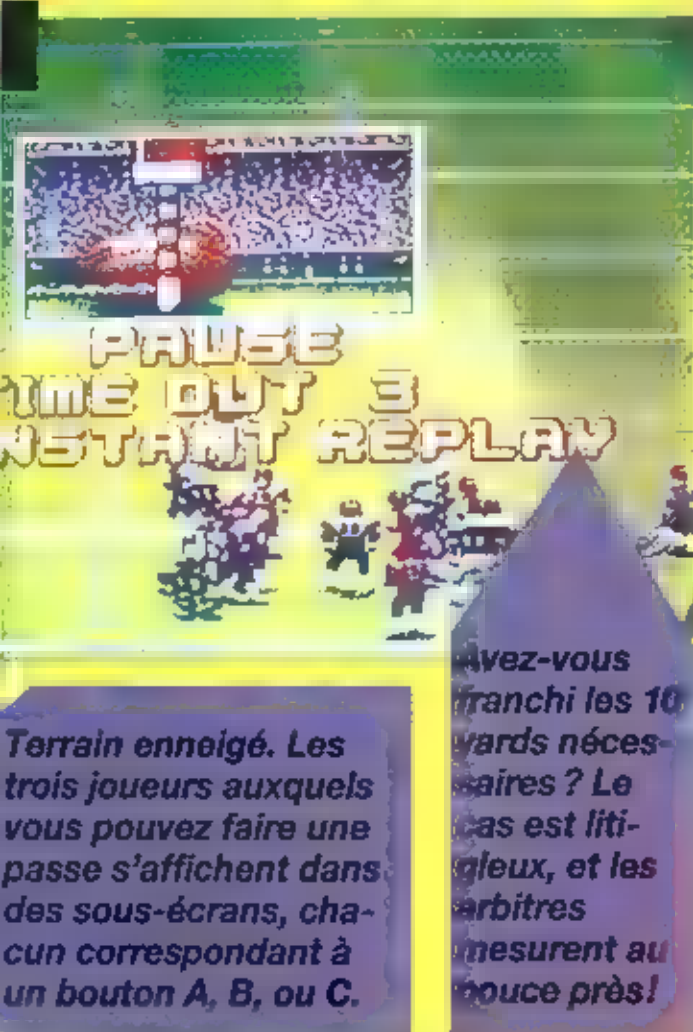 PAUSE
TIME OUT 3
INSTANT REPLAY
Terrain enneigé. Les
trois joueurs auxquels
vous pouvez faire une
passe s'affichent dans
des sous-écrans, cha-
cun correspondant à
un bouton A, B, ou C.
Avez-vous
franchi les 10
yards néces-
saires ? Le
cas est liti-
gieux, et les
arbitres
mesurent au
pouce près!